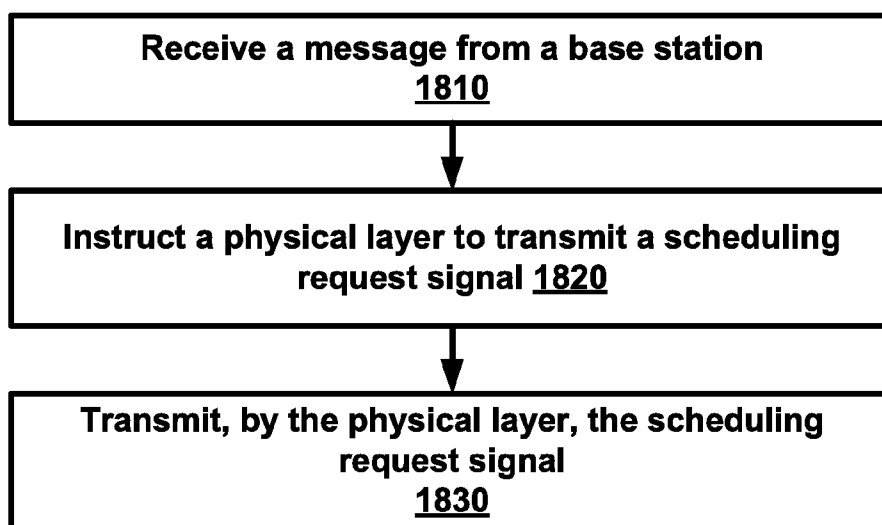 Receive a message from a base station
1810
Instruct a physical layer to transmit a scheduling
request signal 1820
Transmit, by the physical layer, the scheduling
request signal
1830